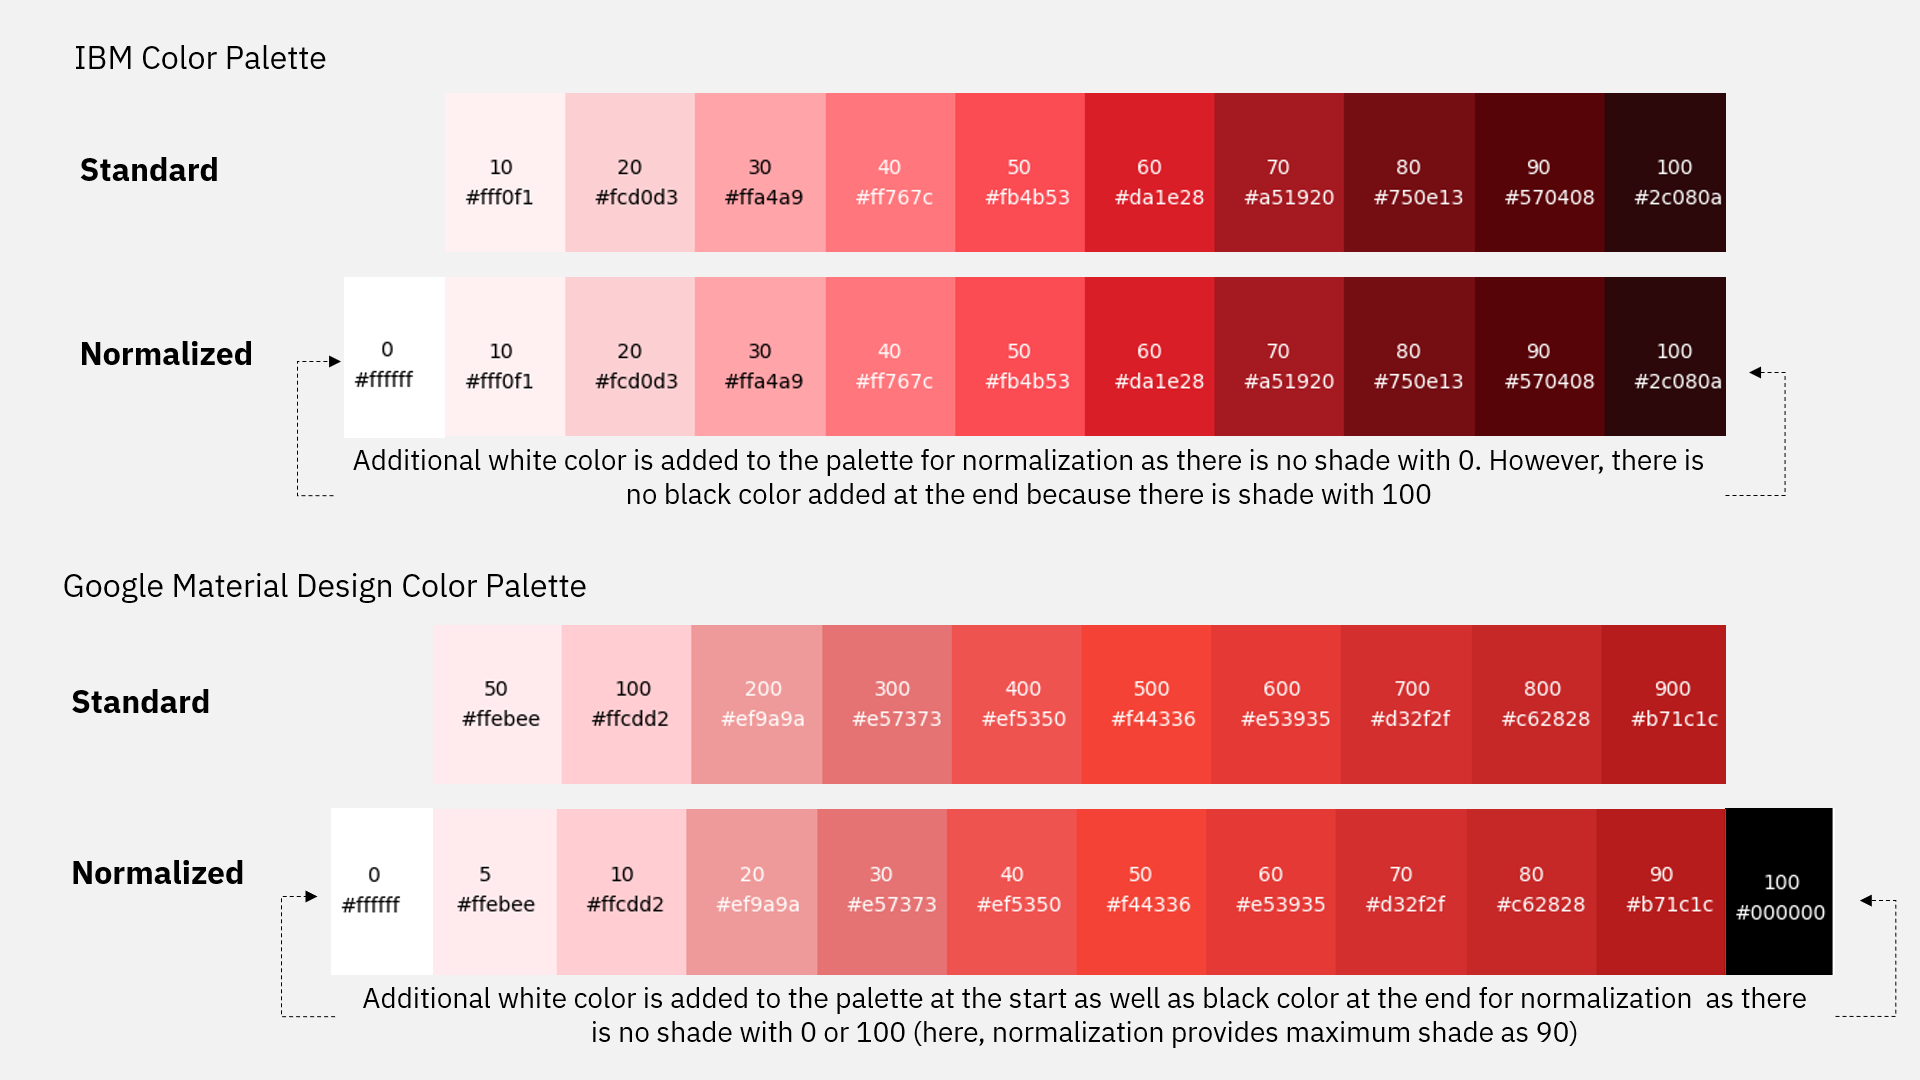 IBM Color Palette
Standard
10 20 30 40 50 60 70 80 90 100
#fff0f1 #fcd0d3 #ffa4a9 #ff767c #fb4b53 #da1e28 #a51920 #750e13 #570408 #2c080a
Normalized
0 10 20 30 40 50 60 70 80 90 100
#ffffff #fff0f1 #fcd0d3 #ffa4a9 #ff767c #fb4b53 #da1e28 #a51920 #750e13 #570408 #2c080a
Additional white color is added to the palette for normalization as there is no shade with 0. However, there is
no black color added at the end because there is shade with 100
Google Material Design Color Palette
Standard
50 100 200 300 400 500 600 700 800 900
#ffebee #ffcdd2 #ef9a9a #e57373 #ef5350 #f44336 #e53935 #d32f2f #c62828 #b71c1c
Normalized
0 5 10 20 30 40 50 60 70 80 90 100
#ffffff #ffebee #ffcdd2 #ef9a9a #e57373 #ef5350 #f44336 #e53935 #d32f2f #c62828 #b71c1c #000000
Additional white color is added to the palette at the start as well as black color at the end for normalization  as there
is no shade with 0 or 100 (here, normalization provides maximum shade as 90)